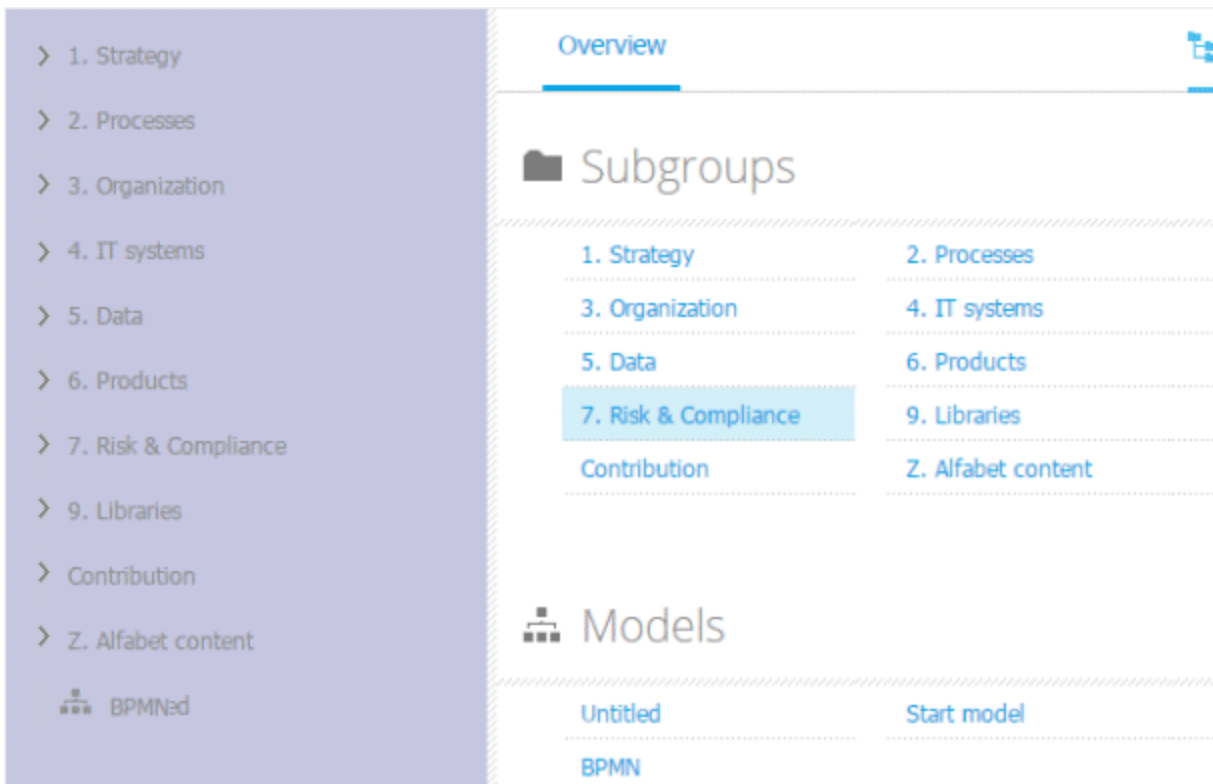 1. Strategy
2. Processes
3. Organization
4. IT systems
5. Data
6. Products
7. Risk & Compliance
9. Libraries
Contribution
Z. Alfabet content
Overview
Subgroups
1. Strategy
2. Processes
3. Organization
4. IT systems
5. Data
6. Products
7. Risk & Compliance
9. Libraries
Contribution
Z. Alfabet content
Models
Untitled
Start model
BPMN